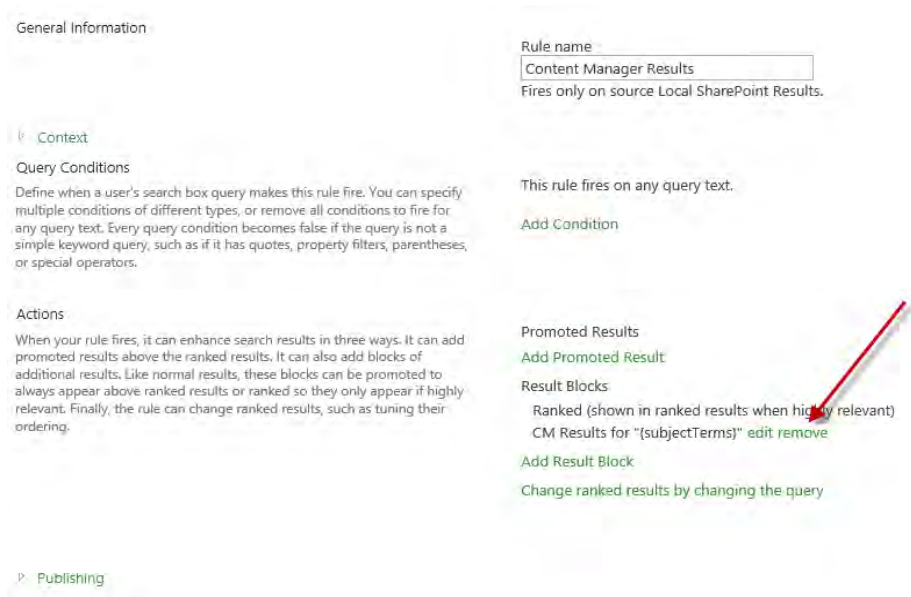 General Information
Rule name
Content Manager Results
Fires only on source Local SharePoint Results.
Context
Query Conditions
Define when a user's search box query makes this rule fire. You can specify
multiple conditions of different types, or remove all conditions to fire for
any query text. Every query condition becomes false if the query is not a
simple keyword query, such as if it has quotes, property filters, parentheses,
or special operators.
This rule fires on any query text.
Add Condition
Actions
When your rule fires, it can enhance search results in three ways. It can add
promoted results above the ranked results. It can also add blocks of
additional results. Like normal results, these blocks can be promoted to
always appear above ranked results or ranked so they only appear if highly
relevant. Finally, the rule can change ranked results, such as tuning their
ordering.
Promoted Results
Add Promoted Result
Result Blocks
Ranked (shown in ranked results when highly relevant)
CM Results for "{subjectTerms}" edit remove
Add Result Block
Change ranked results by changing the query
Publishing